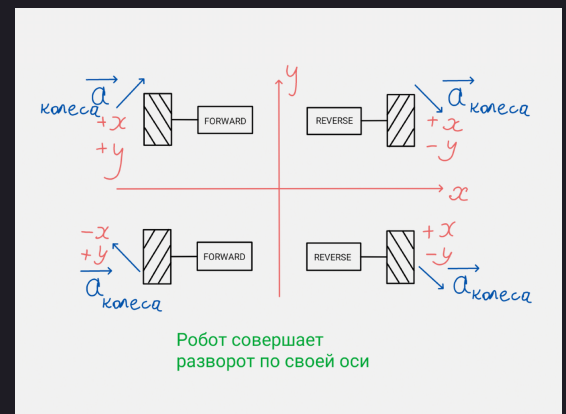 y
a колеса
+x
+y
FORWARD
REVERSE
a колеса
+x
-y
x
-x
+y
a колеса
FORWARD
REVERSE
+x
-y
a колеса
Робот совершает
разворот по своей оси